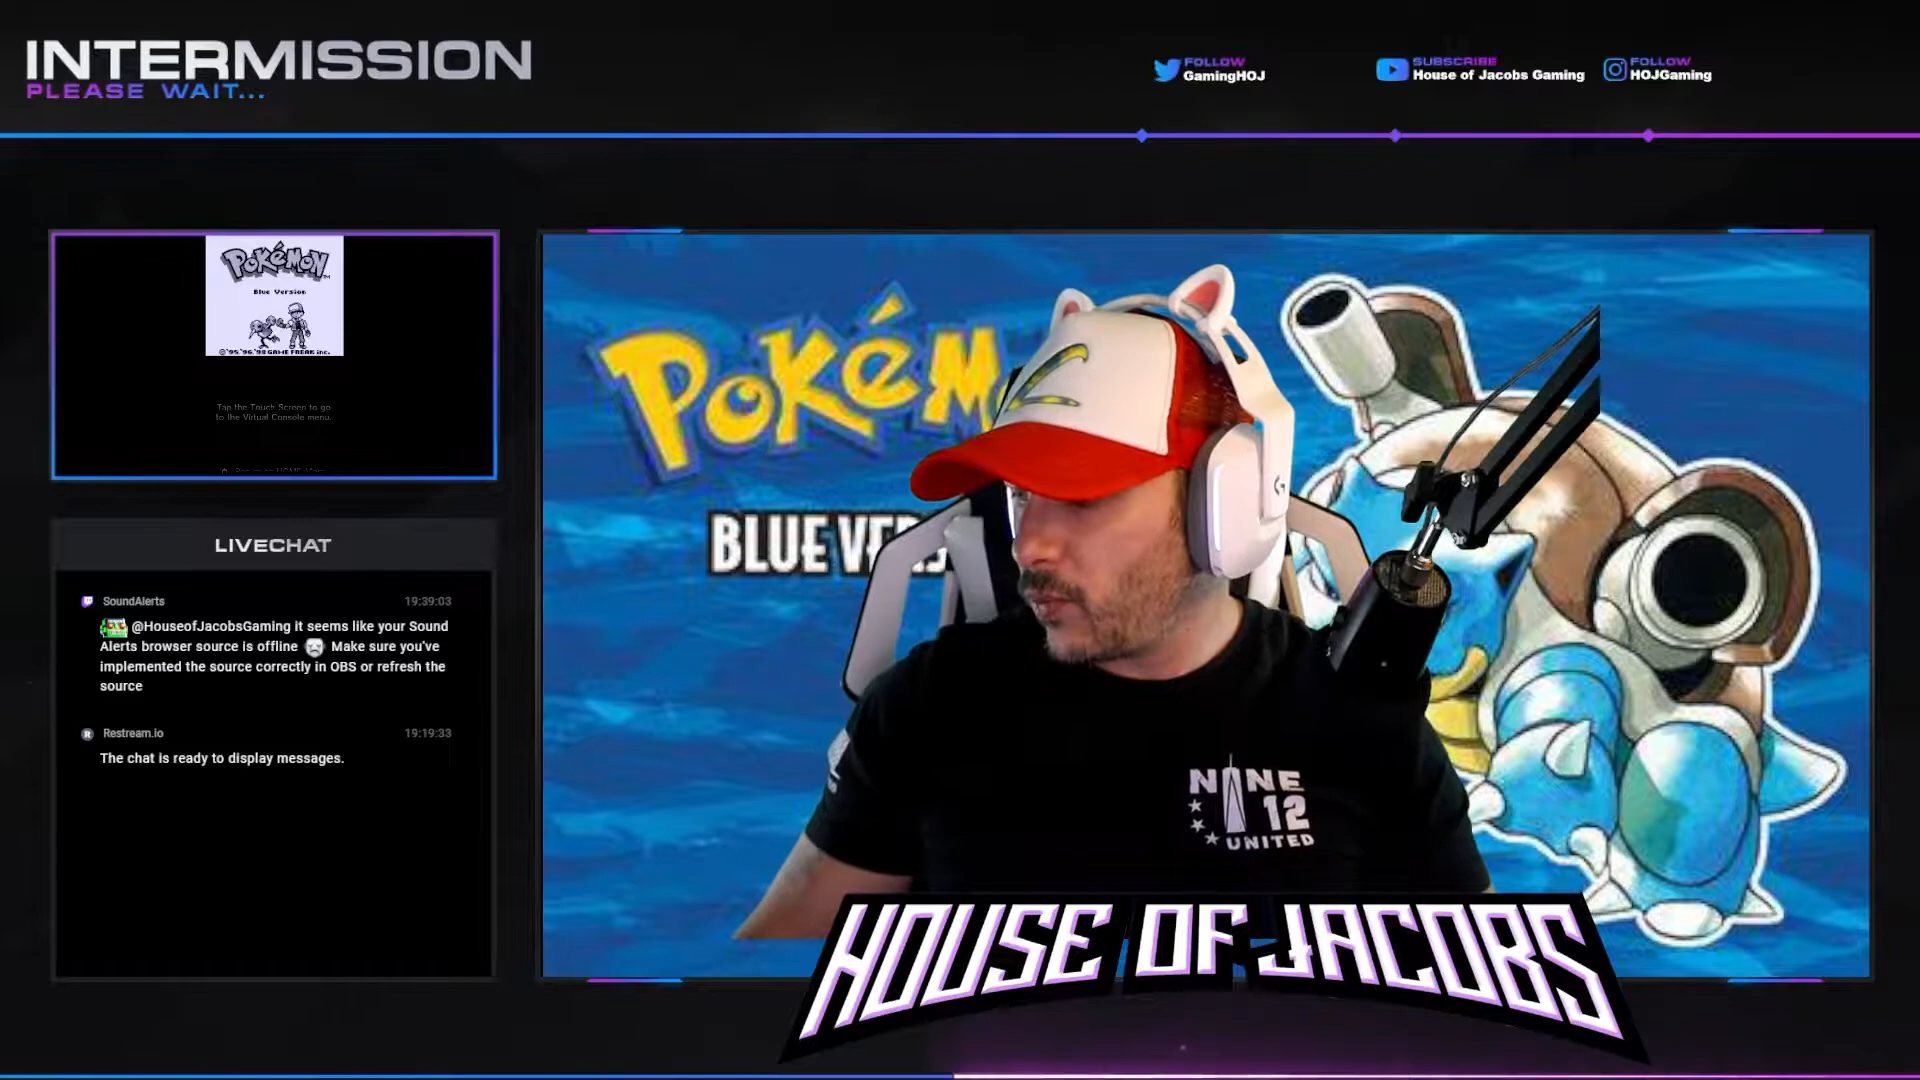 INTERMISSION
PLEASE WAIT...
FOLLOW
GamingHOJ
SUBSCRIBE
House of Jacobs Gaming
FOLLOW
HOJGaming
POKéMON
Blue Version
©'95.'96.'98 GAME FREAK inc.
Tap the Touch Screen to go
to the Virtual Console menu.
LIVECHAT
SoundAlerts 19:39:03
@HouseofJacobsGaming it seems like your Sound
Alerts browser source is offline Make sure you've
implemented the source correctly in OBS or refresh the
source
Restream.io 19:19:33
The chat is ready to display messages.
POKéM
BLUE VERS
NINE
12
UNITED
HOUSE OF JACOBS